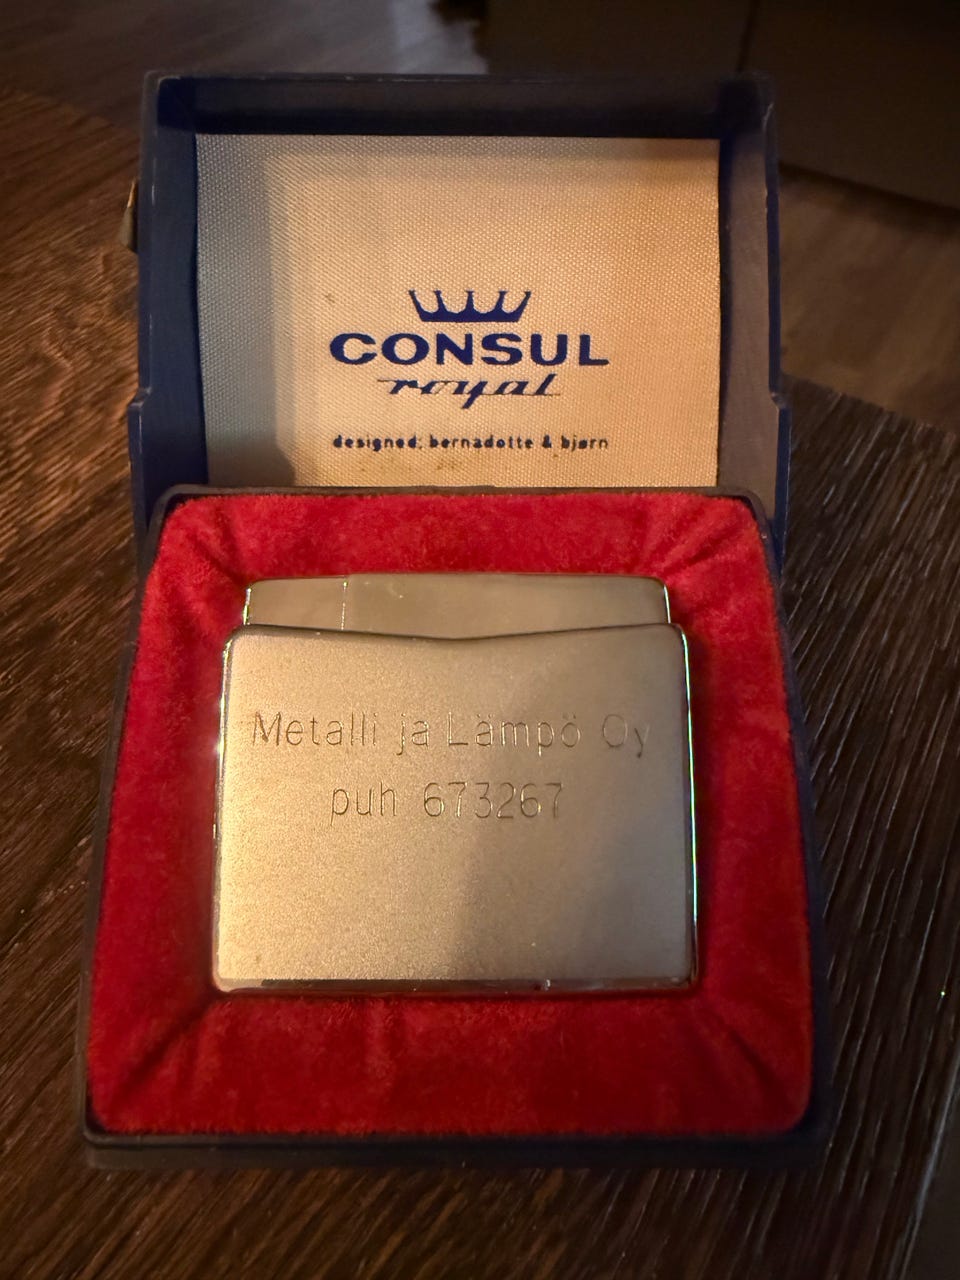 CONSUL
royal
designed: bernadotte & bjørn
Metalli ja Lämpö Oy
puh 673267